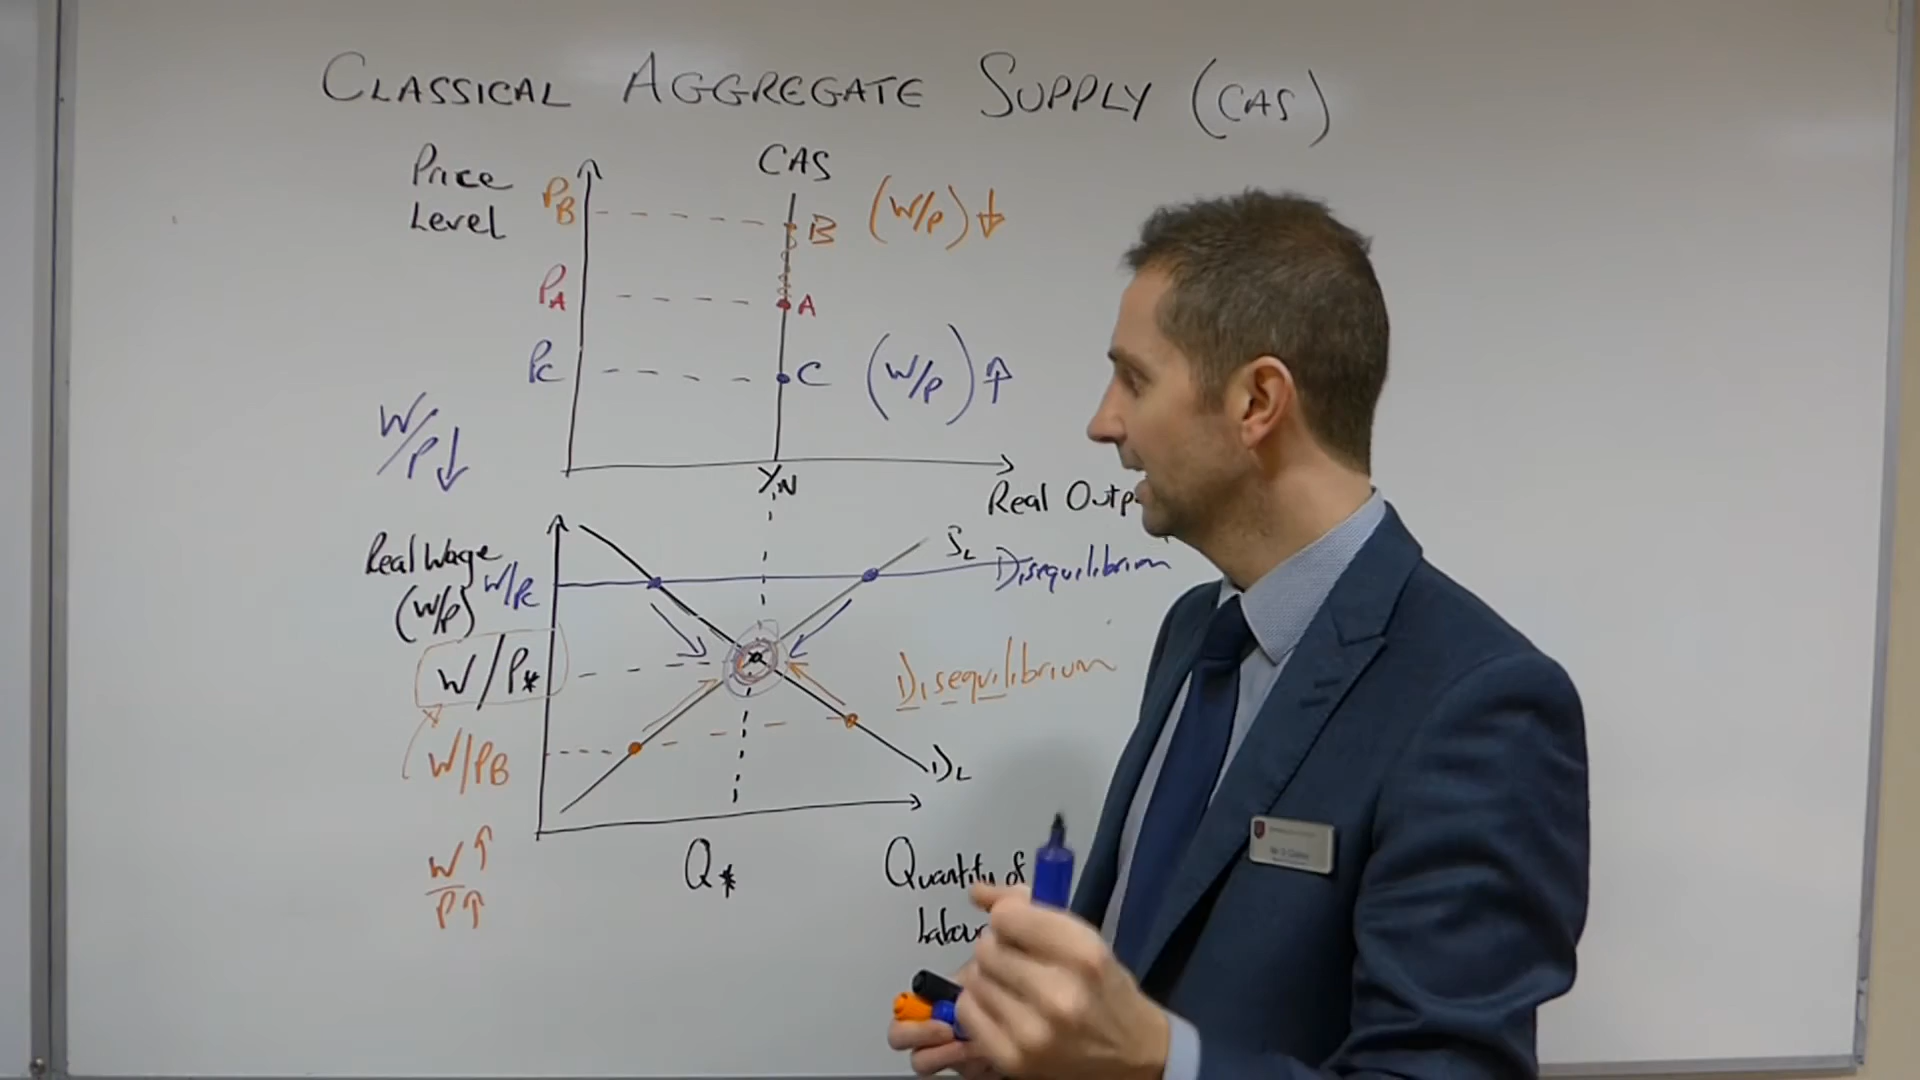 CLASSICAL AGGREGATE SUPPLY (CAS)
Price
Level
CAS
PB
B
(W/P)↓
PA
A
PC
C
(W/P)↑
W/P↓
YN
Real Outp
Real Wage
(W/P)
W/PC
SL
Disequilibrium
W/P*
Disequilibrium
W/PB
DL
W↑
P↑
Q*
Quantity of
Labour